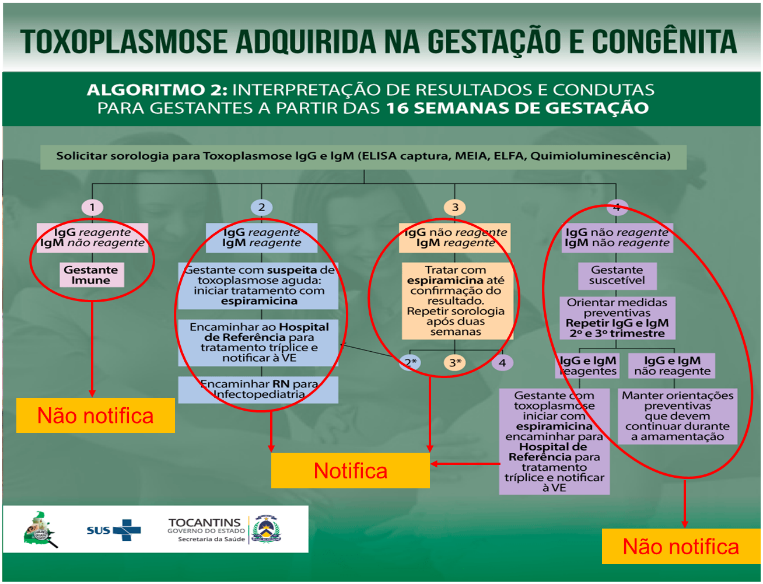 TOXOPLASMOSE ADQUIRIDA NA GESTAÇÃO E CONGÊNITA
ALGORITMO 2: INTERPRETAÇÃO DE RESULTADOS E CONDUTAS
PARA GESTANTES A PARTIR DAS 16 SEMANAS DE GESTAÇÃO
Solicitar sorologia para Toxoplasmose IgG e IgM (ELISA captura, MEIA, ELFA, Quimioluminescência)
1
IgG reagente
IgM não reagente
Gestante
Imune
Não notifica
2
IgG reagente
IgM reagente
Gestante com suspeita de
toxoplasmose aguda:
iniciar tratamento com
espiramicina
Encaminhar ao Hospital
de Referência para
tratamento tríplice e
notificar à VE
Encaminhar RN para
Infectopediatria
3
IgG não reagente
IgM reagente
Tratar com
espiramicina até
confirmação do
resultado.
Repetir sorologia
após duas
semanas
2*
3*
4
Notifica
4
IgG não reagente
IgM não reagente
Gestante
suscetível
Orientar medidas
preventivas
Repetir IgG e IgM
2º e 3º trimestre
IgG e IgM
reagentes
Gestante com
toxoplasmose
iniciar com
espiramicina
encaminhar para
Hospital de
Referência para
tratamento
tríplice e notificar
à VE
IgG e IgM
não reagente
Manter orientações
preventivas
que devem
continuar durante
a amamentação
Não notifica
SUS
TOCANTINS
GOVERNO DO ESTADO
Secretaria da Saúde